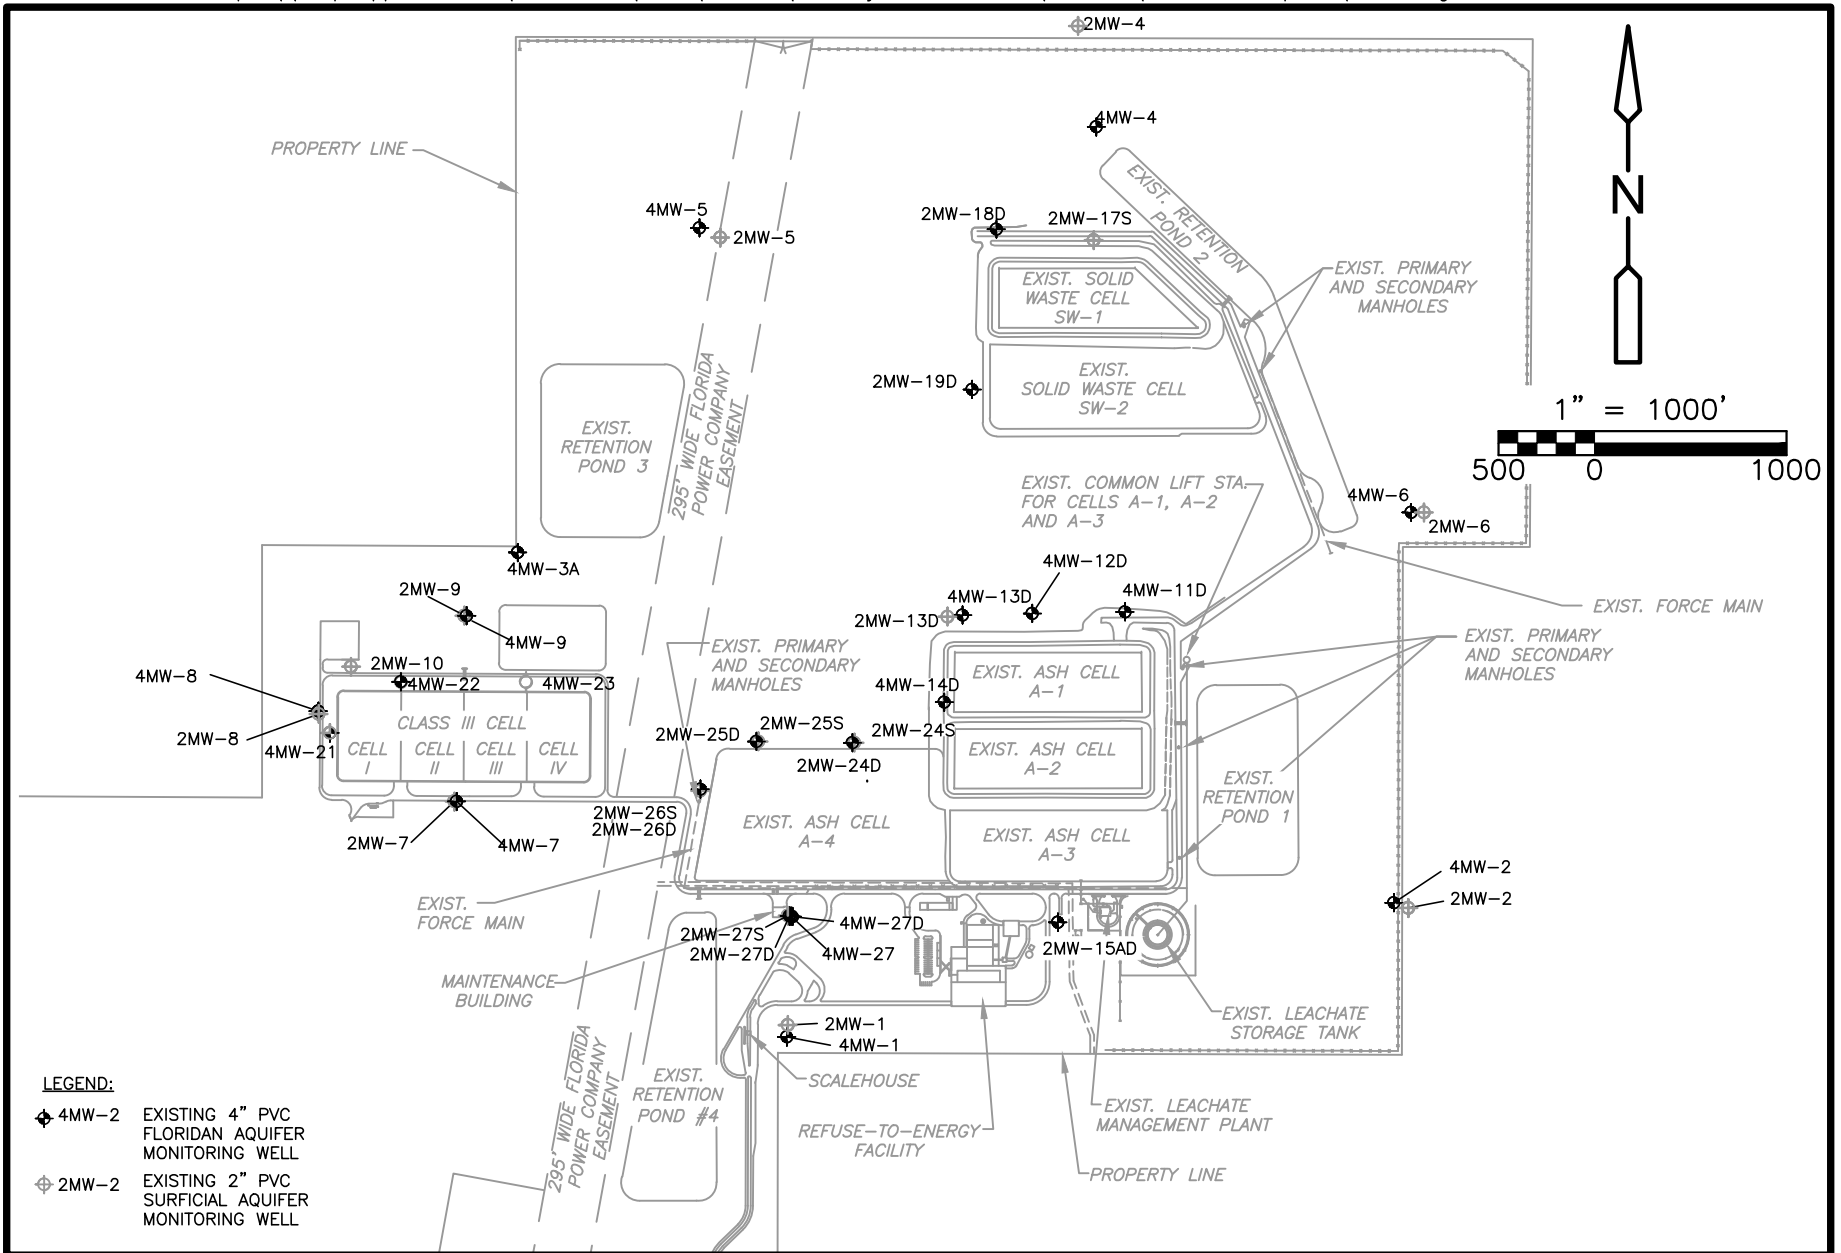 2MW-4
4MW-4
PROPERTY LINE
N
4MW-5
2MW-5
2MW-18D
2MW-17S
EXIST. RETENTION
POND 2
EXIST. PRIMARY
AND SECONDARY
MANHOLES
EXIST. SOLID
WASTE CELL
SW-1
2MW-19D
EXIST.
SOLID WASTE CELL
SW-2
295' WIDE FLORIDA
POWER COMPANY
EASEMENT
EXIST.
RETENTION
POND 3
1" = 1000'
500 0 1000
EXIST. COMMON LIFT STA.
FOR CELLS A-1, A-2
AND A-3
4MW-6
2MW-6
4MW-3A
4MW-12D
2MW-9
4MW-9
4MW-13D
2MW-13D
4MW-11D
EXIST. FORCE MAIN
EXIST. PRIMARY
AND SECONDARY
MANHOLES
EXIST. PRIMARY
AND SECONDARY
MANHOLES
4MW-8
2MW-10
4MW-22
4MW-23
EXIST. ASH CELL
A-1
4MW-14D
2MW-8
4MW-21
CLASS III CELL
CELL
I
CELL
II
CELL
III
CELL
IV
2MW-25D
2MW-25S
2MW-24S
2MW-24D
EXIST. ASH CELL
A-2
EXIST.
RETENTION
POND 1
2MW-26S
2MW-26D
EXIST. ASH CELL
A-4
EXIST. ASH CELL
A-3
2MW-7
4MW-7
4MW-2
2MW-2
EXIST.
FORCE MAIN
2MW-27S
2MW-27D
4MW-27D
4MW-27
2MW-15AD
MAINTENANCE
BUILDING
EXIST. LEACHATE
STORAGE TANK
2MW-1
4MW-1
SCALEHOUSE
295' WIDE FLORIDA
POWER COMPANY
EASEMENT
EXIST.
RETENTION
POND #4
REFUSE-TO-ENERGY
FACILITY
EXIST. LEACHATE
MANAGEMENT PLANT
PROPERTY LINE
LEGEND:
4MW-2 EXISTING 4" PVC
FLORIDAN AQUIFER
MONITORING WELL
2MW-2 EXISTING 2" PVC
SURFICIAL AQUIFER
MONITORING WELL